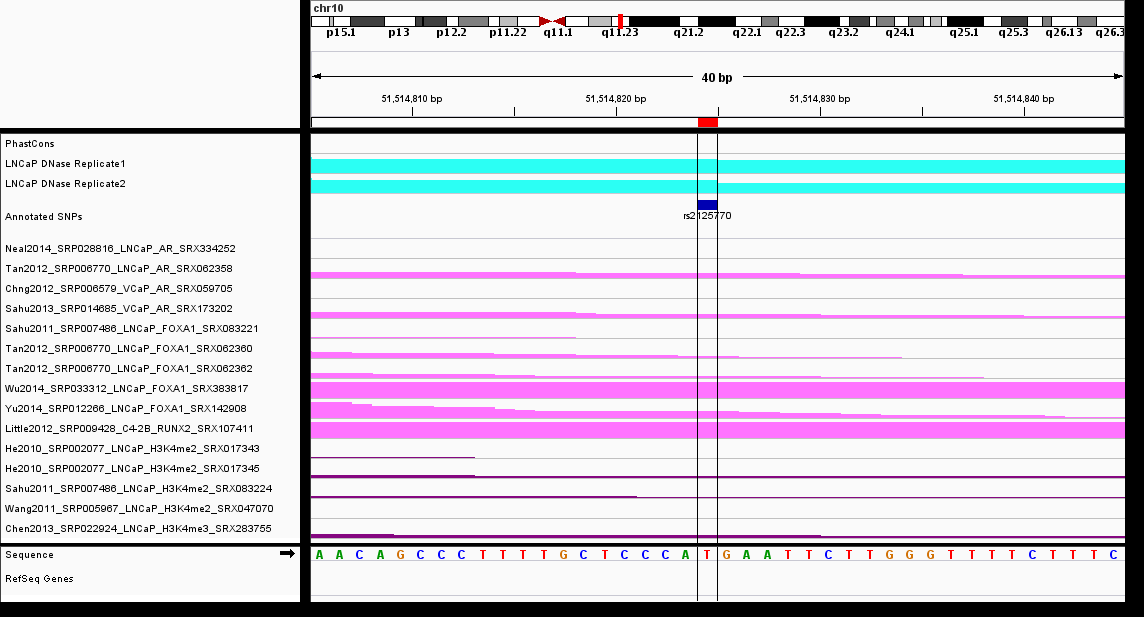 chr10
p15.1 p13 p12.2 p11.22 q11.1 q11.23 q21.2 q22.1 q22.3 q23.2 q24.1 q25.1 q25.3 q26.13 q26.3
40 bp
51,514,810 bp 51,514,820 bp 51,514,830 bp 51,514,840 bp
PhastCons
LNCaP DNase Replicate1
LNCaP DNase Replicate2
Annotated SNPs
rs2125770
Neal2014_SRP028816_LNCaP_AR_SRX334252
Tan2012_SRP006770_LNCaP_AR_SRX062358
Chng2012_SRP006579_VCaP_AR_SRX059705
Sahu2013_SRP014685_VCaP_AR_SRX173202
Sahu2011_SRP007486_LNCaP_FOXA1_SRX083221
Tan2012_SRP006770_LNCaP_FOXA1_SRX062360
Tan2012_SRP006770_LNCaP_FOXA1_SRX062362
Wu2014_SRP033312_LNCaP_FOXA1_SRX383817
Yu2014_SRP012266_LNCaP_FOXA1_SRX142908
Little2012_SRP009428_C4-2B_RUNX2_SRX107411
He2010_SRP002077_LNCaP_H3K4me2_SRX017343
He2010_SRP002077_LNCaP_H3K4me2_SRX017345
Sahu2011_SRP007486_LNCaP_H3K4me2_SRX083224
Wang2011_SRP005967_LNCaP_H3K4me2_SRX047070
Chen2013_SRP022924_LNCaP_H3K4me3_SRX283755
Sequence A A C A G C C C T T T T G C T C C C A T G A A T T C T T G G G T T T T C T T T C
RefSeq Genes